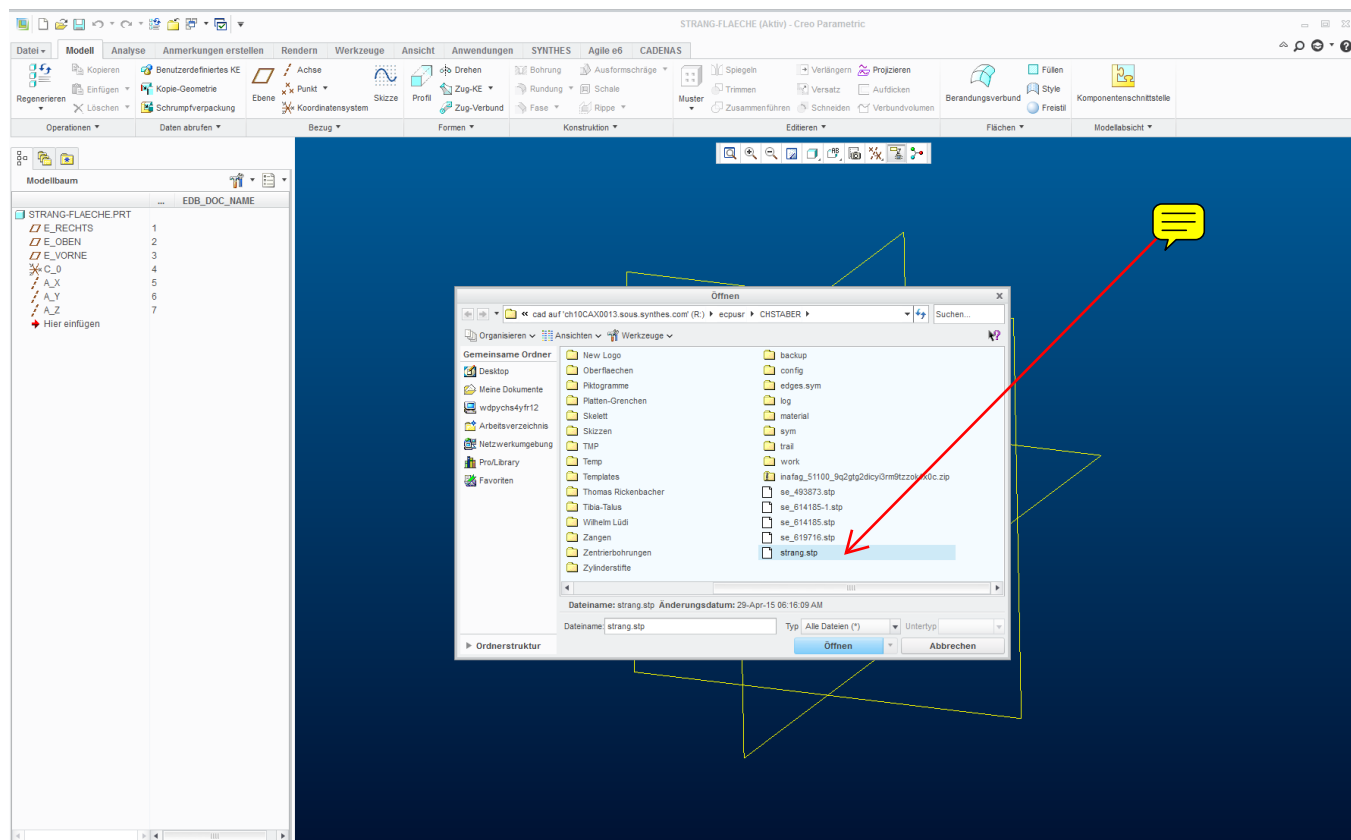 STRANG-FLAECHE (Aktiv) - Creo Parametric
Datei Modell Analyse Anmerkungen erstellen Rendern Werkzeuge Ansicht Anwendungen SYNTHES Agile e6 CADENAS
Kopieren Benutzerdefiniertes KE Achse Drehen Bohrung Ausformschräge Spiegeln Verlängern Projizieren Füllen
Einfügen Kopie-Geometrie Punkt Zug-KE Rundung Schale Trimmen Versatz Aufdicken Style
Regenerieren Ebene Skizze Profil Muster Berandungsverbund Komponentenschnittstelle
Löschen Schrumpfverpackung Koordinatensystem Zug-Verbund Fase Rippe Zusammenführen Schneiden Verbundvolumen Freistil
Operationen Daten abrufen Bezug Formen Konstruktion Editieren Flächen Modellabsicht
Modellbaum
... EDB_DOC_NAME
STRANG-FLAECHE.PRT
E_RECHTS 1
E_OBEN 2
E_VORNE 3
C_0 4
A_X 5
A_Y 6
A_Z 7
Hier einfügen
Öffnen
« cad auf 'ch10CAX0013.sous.synthes.com' (R:) ecpusr CHSTABER Suchen...
Organisieren Ansichten Werkzeuge
Gemeinsame Ordner
Desktop
Meine Dokumente
wdpychs4yfr12
Arbeitsverzeichnis
Netzwerkumgebung
Pro/Library
Favoriten
Ordnerstruktur
New Logo
Oberflaechen
Piktogramme
Platten-Grenchen
Skelett
Skizzen
TMP
Temp
Templates
Thomas Rickenbacher
Tibia-Talus
Wilhelm Lüdi
Zangen
Zentrierbohrungen
Zylinderstifte
backup
config
edges.sym
log
material
sym
trail
work
se_493873.stp
se_614185-1.stp
se_614185.stp
se_619716.stp
strang.stp
Dateiname: strang.stp Änderungsdatum: 29-Apr-15 06:16:09 AM
Dateiname: strang.stp Typ Alle Dateien (*) Untertyp
Öffnen Abbrechen